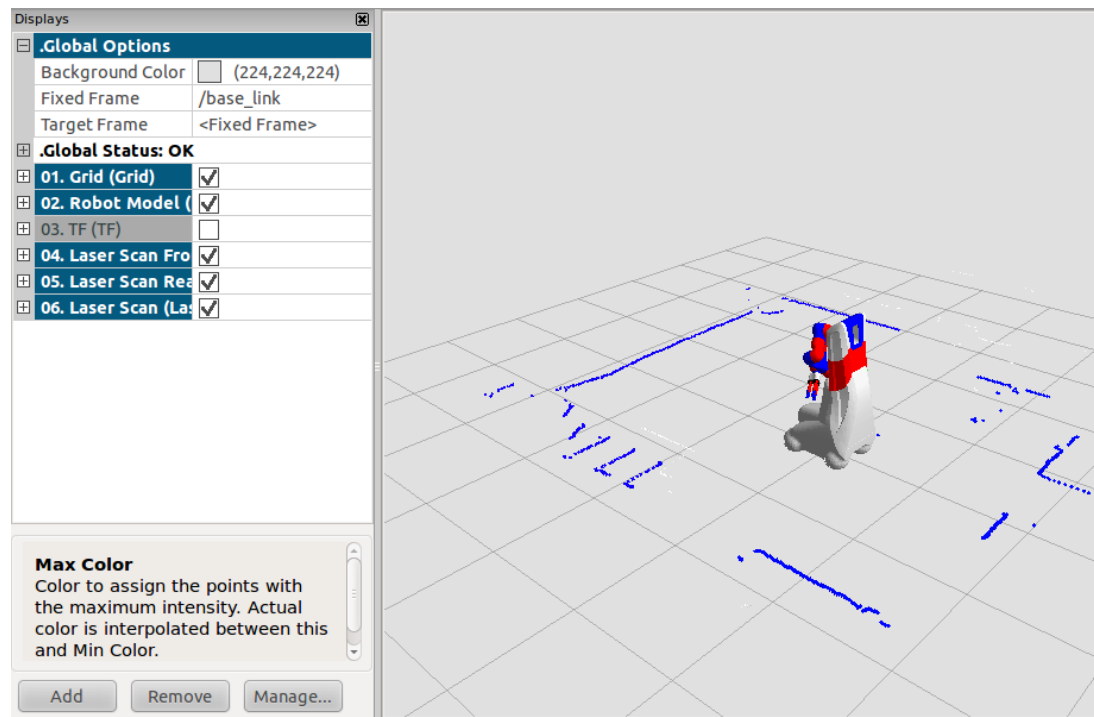 Displays
.Global Options
Background Color (224,224,224)
Fixed Frame /base_link
Target Frame <Fixed Frame>
.Global Status: OK
01. Grid (Grid)
02. Robot Model (
03. TF (TF)
04. Laser Scan Fro
05. Laser Scan Rea
06. Laser Scan (Las
Max Color
Color to assign the points with
the maximum intensity. Actual
color is interpolated between this
and Min Color.
Add Remove Manage...